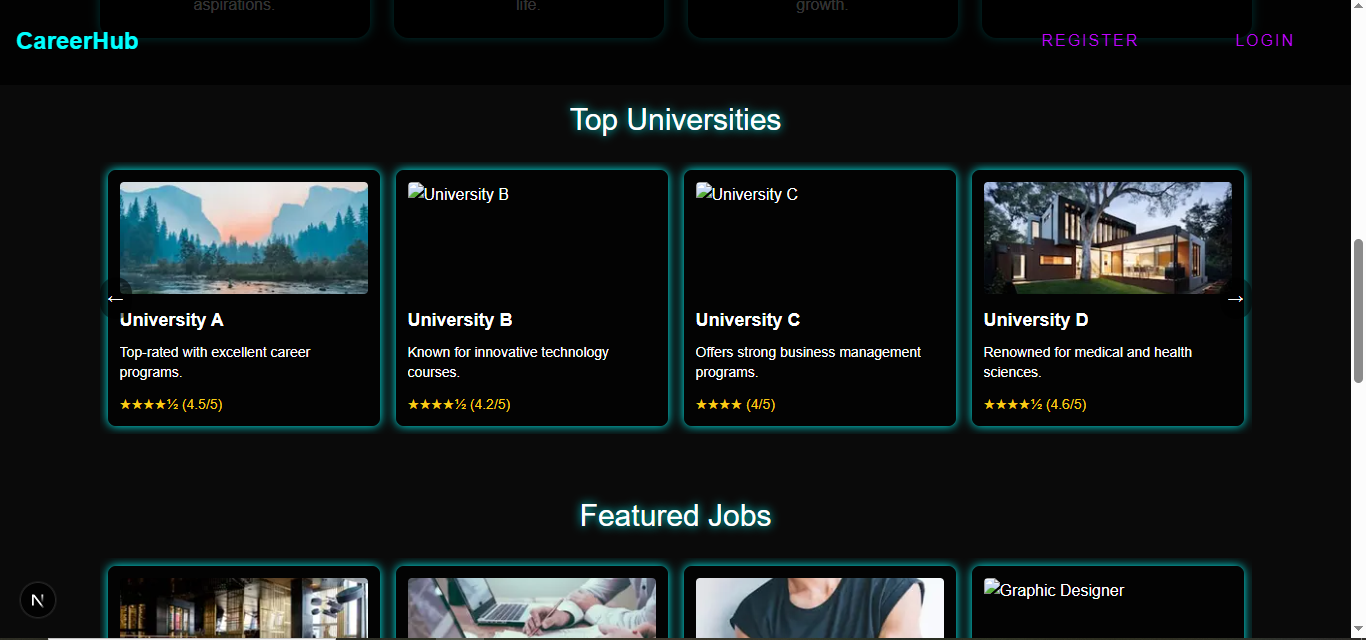 aspirations.
life.
growth.
CareerHub
REGISTER
LOGIN
Top Universities
University B
University C
←
→
University A
Top-rated with excellent career
programs.
★★★★½ (4.5/5)
University B
Known for innovative technology
courses.
★★★★½ (4.2/5)
University C
Offers strong business management
programs.
★★★★ (4/5)
University D
Renowned for medical and health
sciences.
★★★★½ (4.6/5)
Featured Jobs
Graphic Designer
N